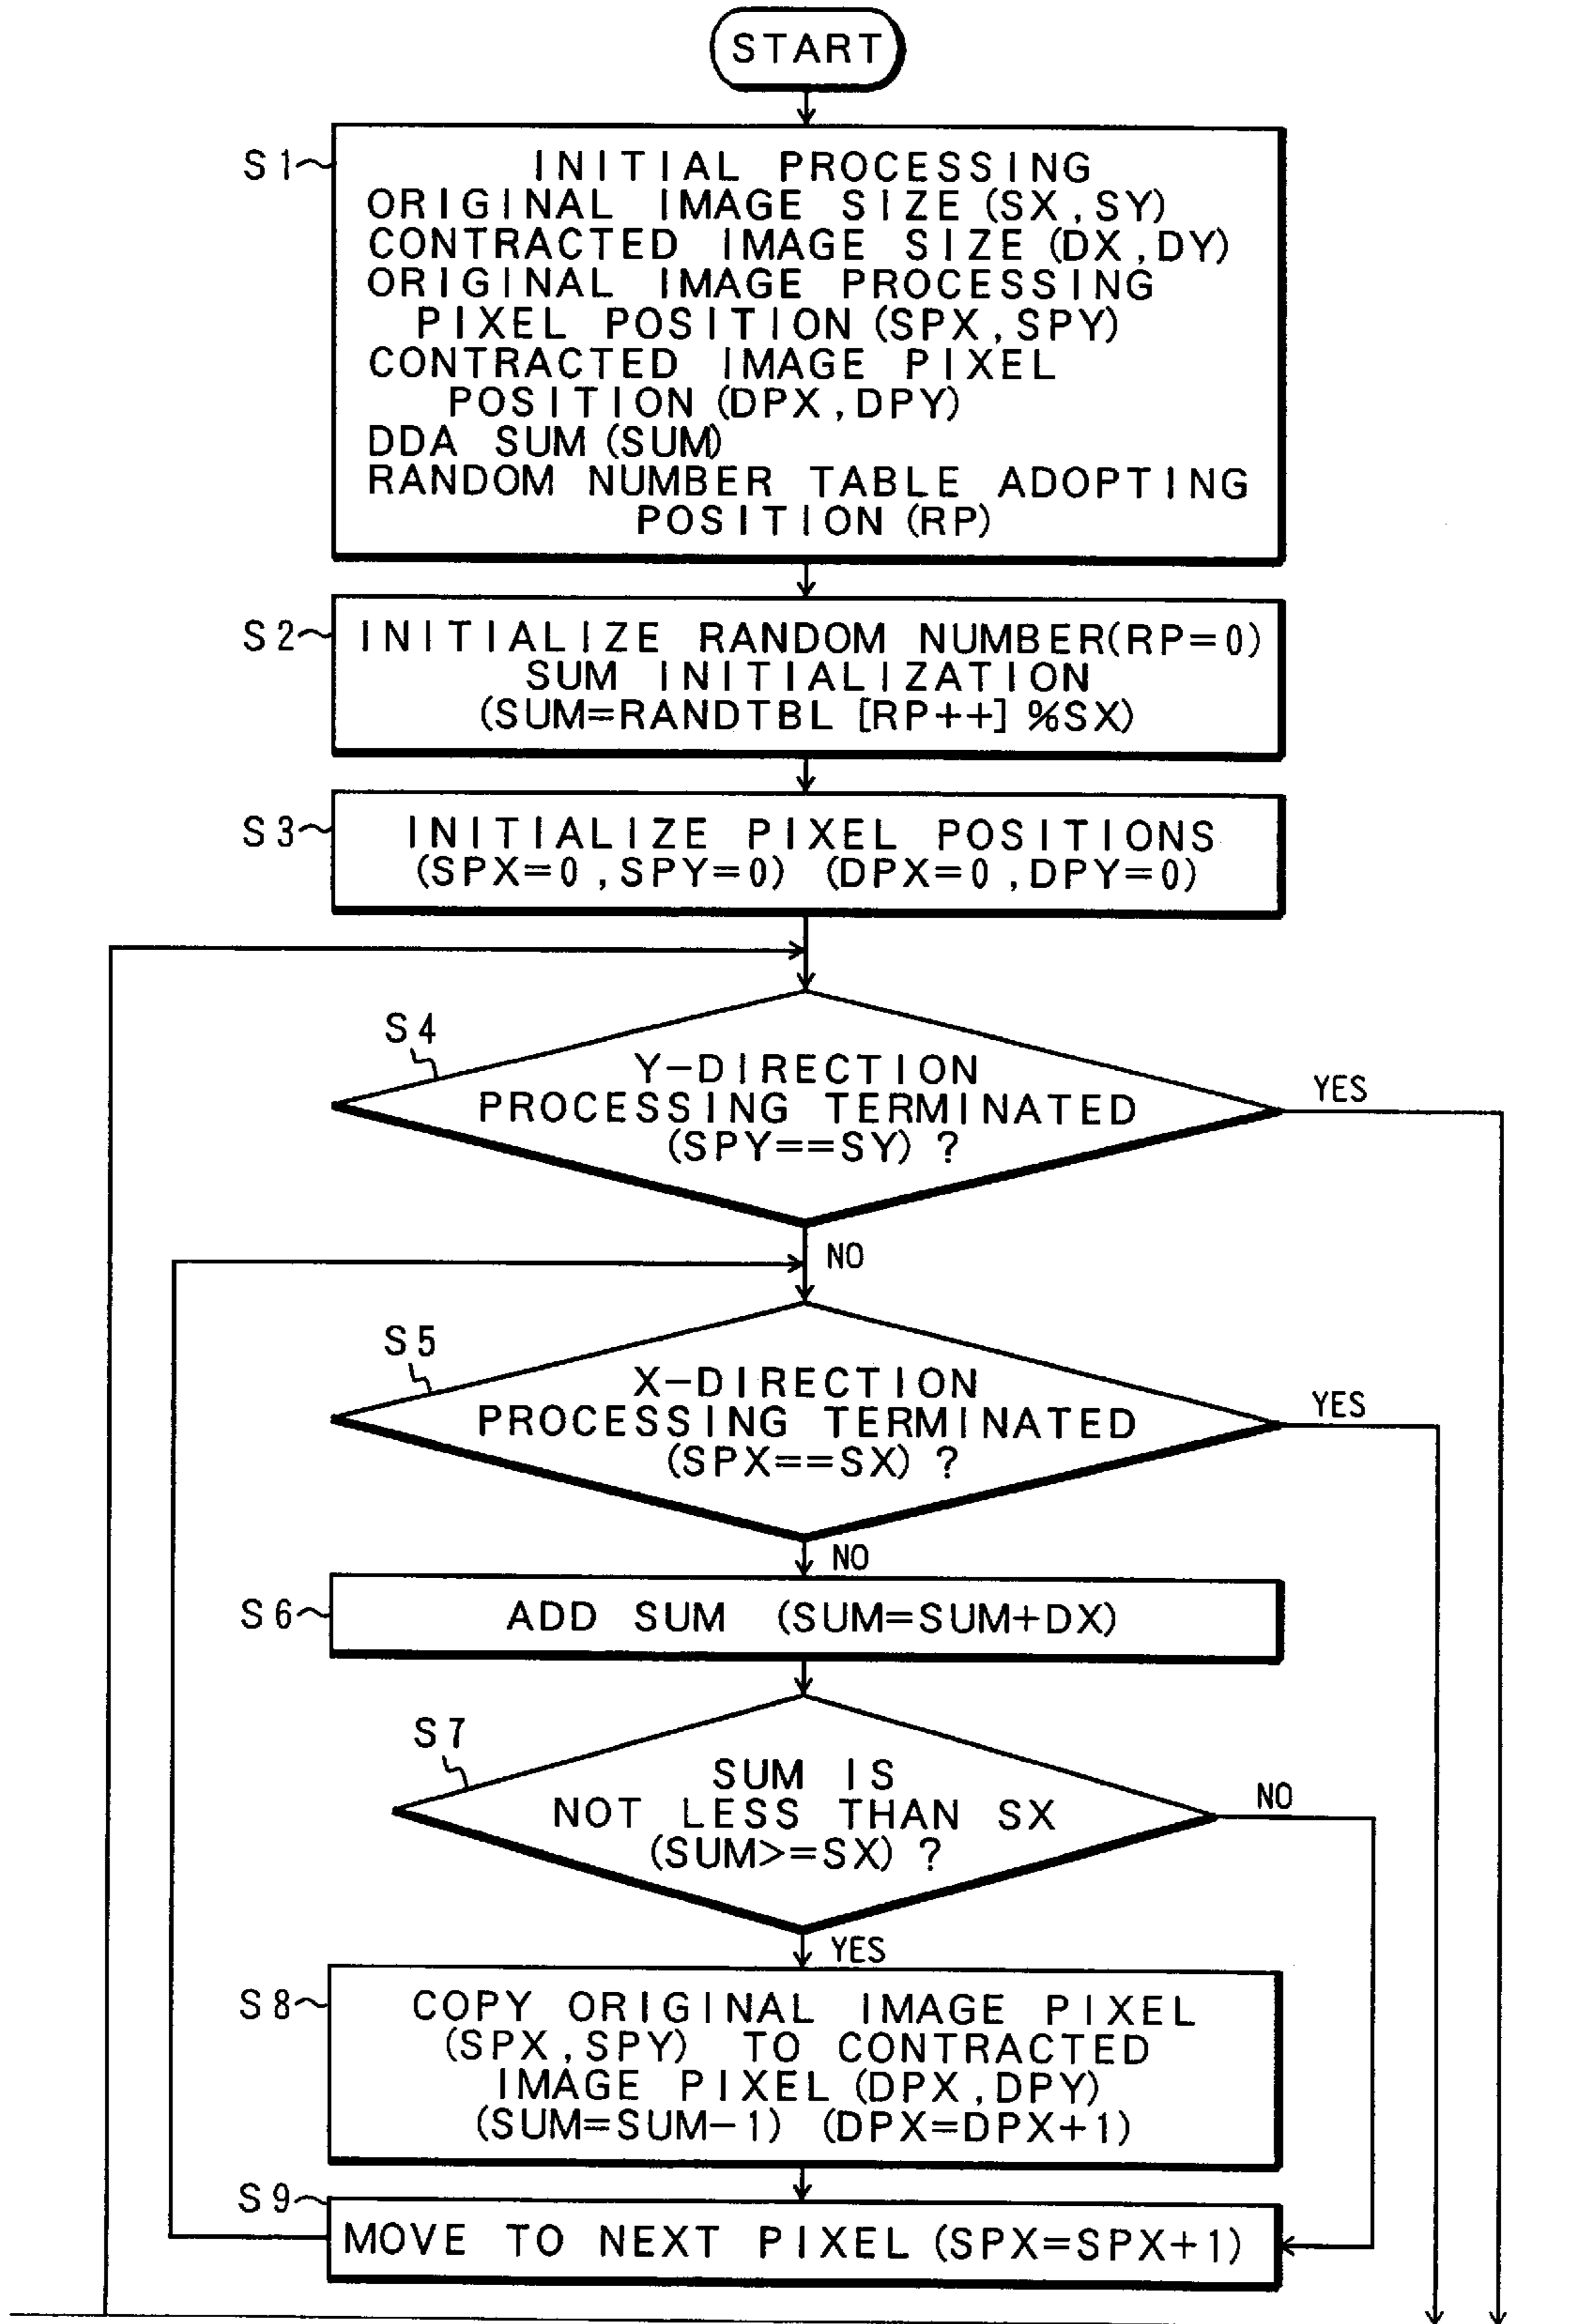 START
S1
INITIAL PROCESSING
ORIGINAL IMAGE SIZE (SX,SY)
CONTRACTED IMAGE SIZE (DX,DY)
ORIGINAL IMAGE PROCESSING
PIXEL POSITION (SPX,SPY)
CONTRACTED IMAGE PIXEL
POSITION (DPX,DPY)
DDA SUM (SUM)
RANDOM NUMBER TABLE ADOPTING
POSITION (RP)
S2
INITIALIZE RANDOM NUMBER(RP=0)
SUM INITIALIZATION
(SUM=RANDTBL [RP++] %SX)
S3
INITIALIZE PIXEL POSITIONS
(SPX=0,SPY=0) (DPX=0,DPY=0)
S4
Y-DIRECTION
PROCESSING TERMINATED
(SPY==SY) ?
YES
NO
S5
X-DIRECTION
PROCESSING TERMINATED
(SPX==SX) ?
YES
NO
S6
ADD SUM (SUM=SUM+DX)
S7
SUM IS
NOT LESS THAN SX
(SUM>=SX) ?
NO
YES
S8
COPY ORIGINAL IMAGE PIXEL
(SPX,SPY) TO CONTRACTED
IMAGE PIXEL (DPX,DPY)
(SUM=SUM-1) (DPX=DPX+1)
S9
MOVE TO NEXT PIXEL (SPX=SPX+1)